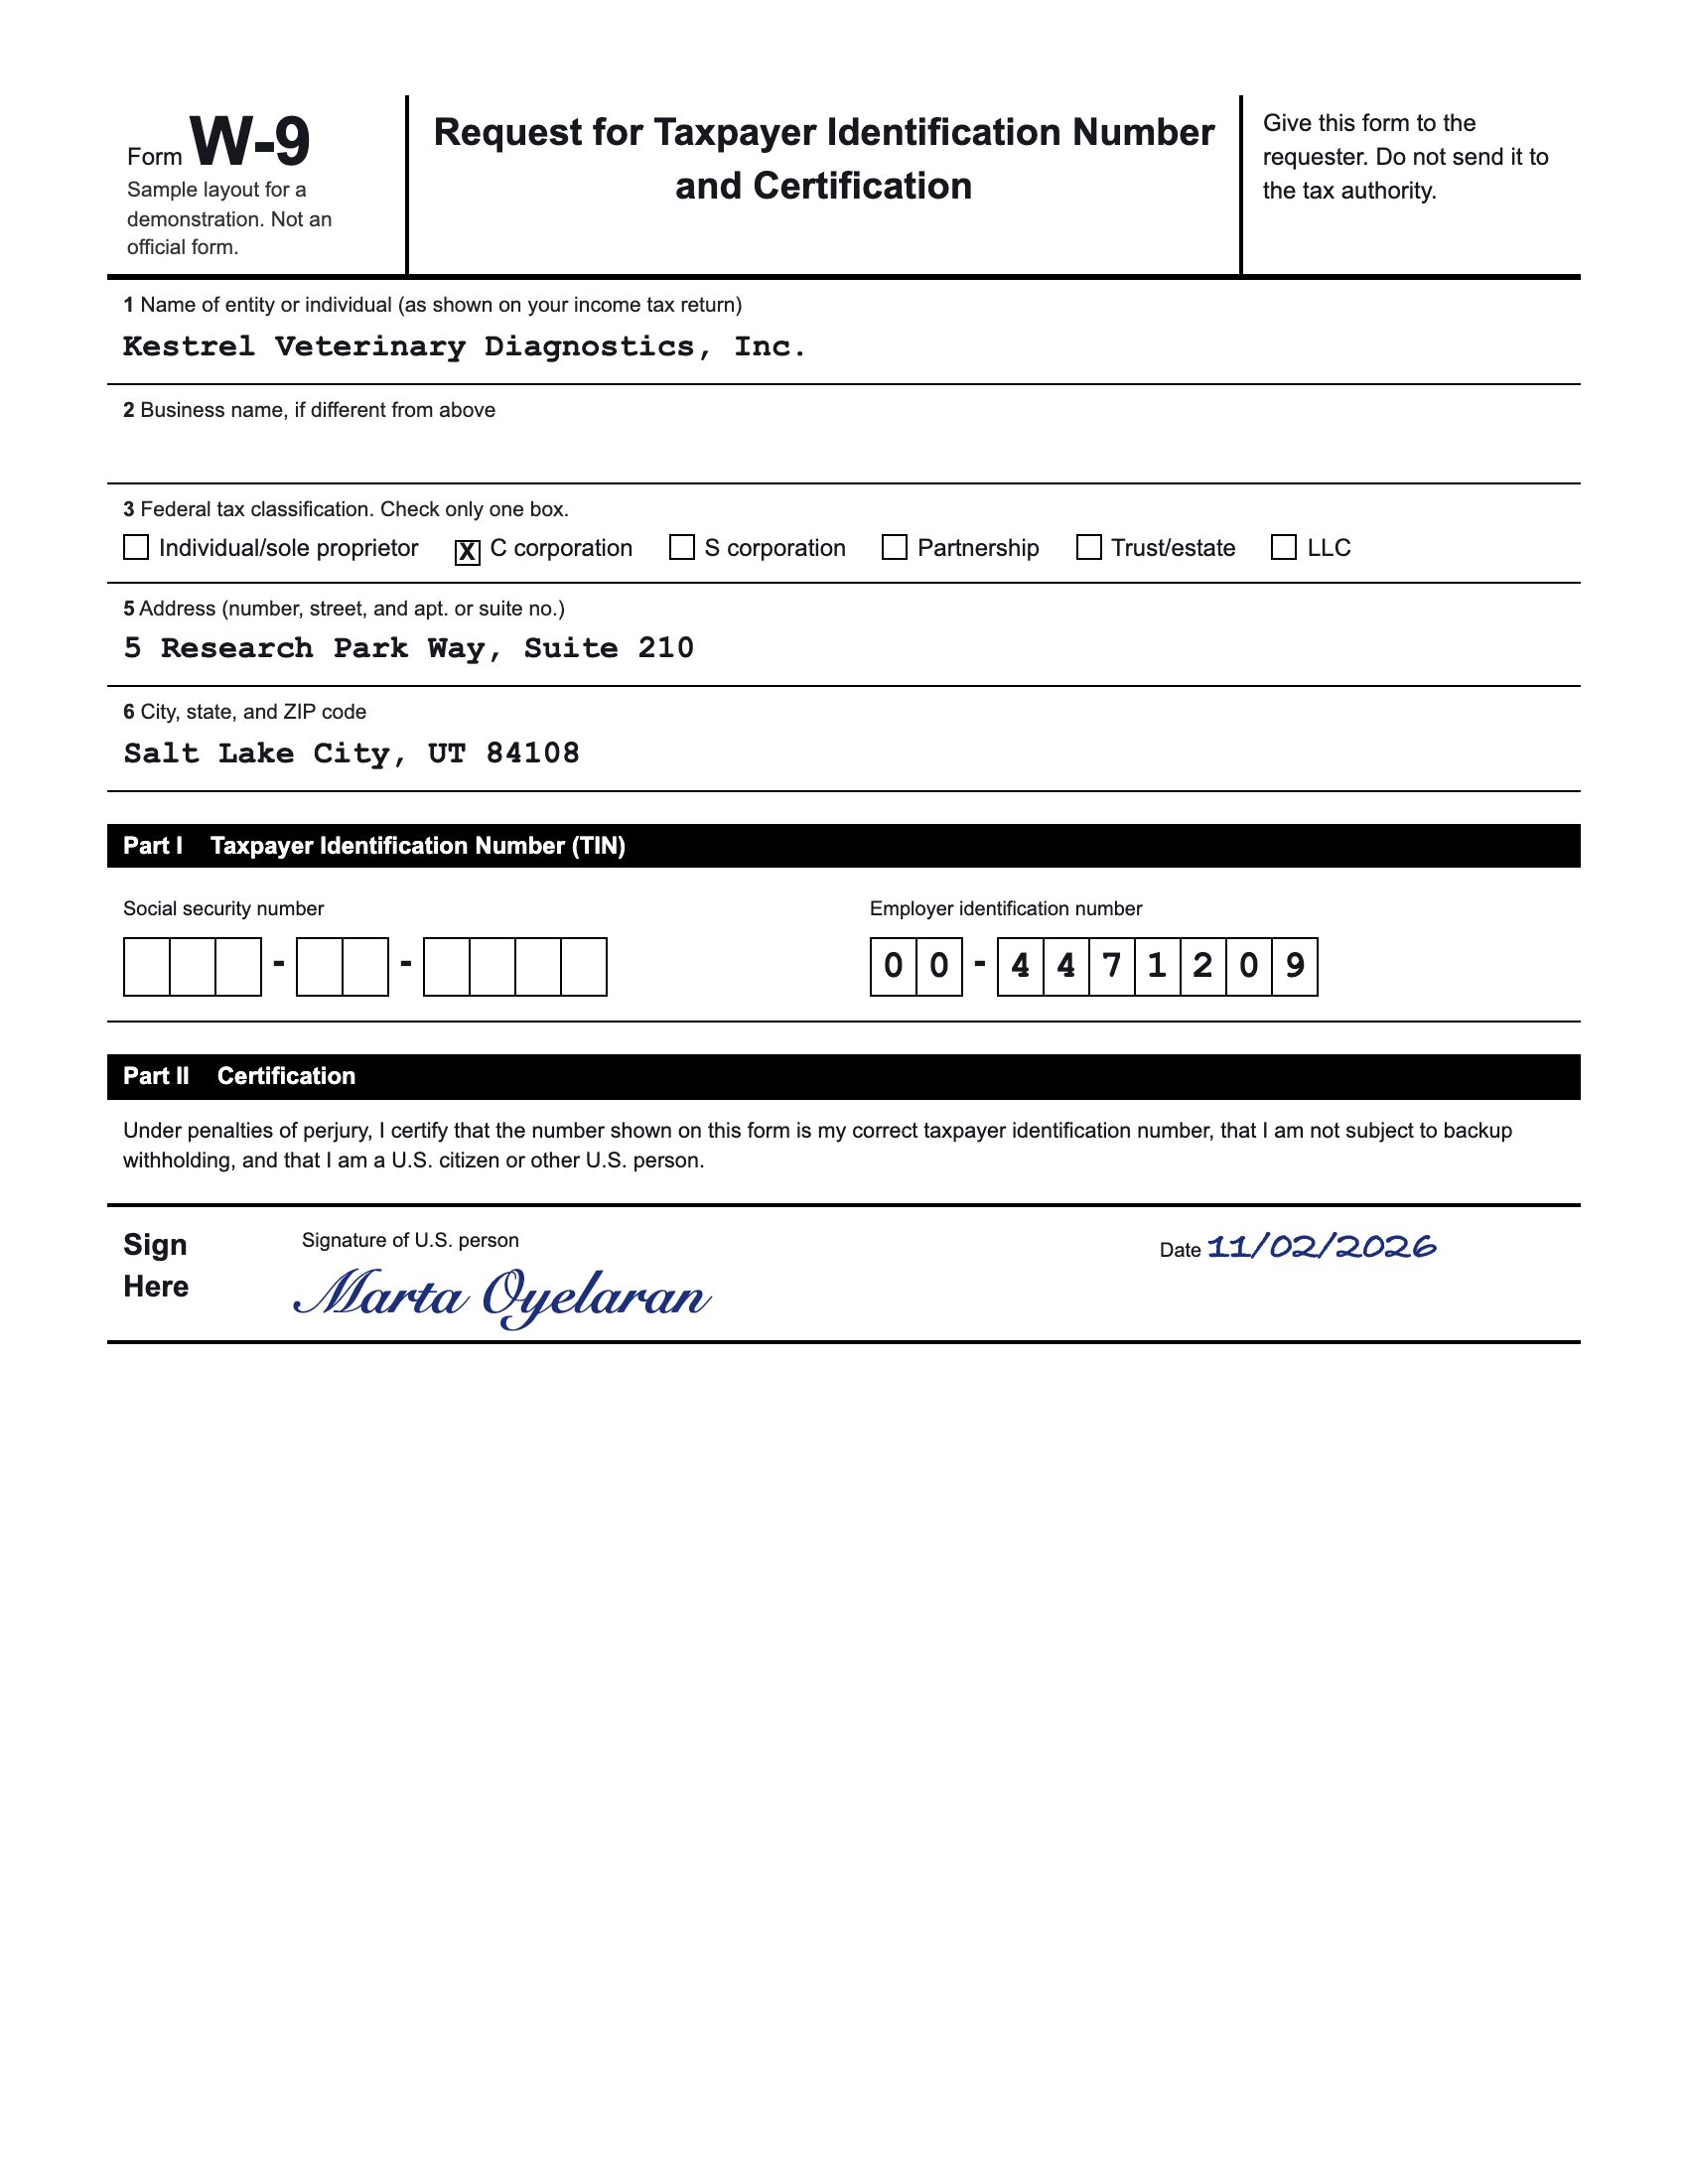 Form W-9
Sample layout for a
demonstration. Not an
official form.
Request for Taxpayer Identification Number
and Certification
Give this form to the
requester. Do not send it to
the tax authority.
1 Name of entity or individual (as shown on your income tax return)
Kestrel Veterinary Diagnostics, Inc.
2 Business name, if different from above
3 Federal tax classification. Check only one box.
Individual/sole proprietor X C corporation S corporation Partnership Trust/estate LLC
5 Address (number, street, and apt. or suite no.)
5 Research Park Way, Suite 210
6 City, state, and ZIP code
Salt Lake City, UT 84108
Part I Taxpayer Identification Number (TIN)
Social security number
- -
Employer identification number
00-4471209
Part II Certification
Under penalties of perjury, I certify that the number shown on this form is my correct taxpayer identification number, that I am not subject to backup
withholding, and that I am a U.S. citizen or other U.S. person.
Sign
Here
Signature of U.S. person
Marta Oyelaran
Date 11/02/2026